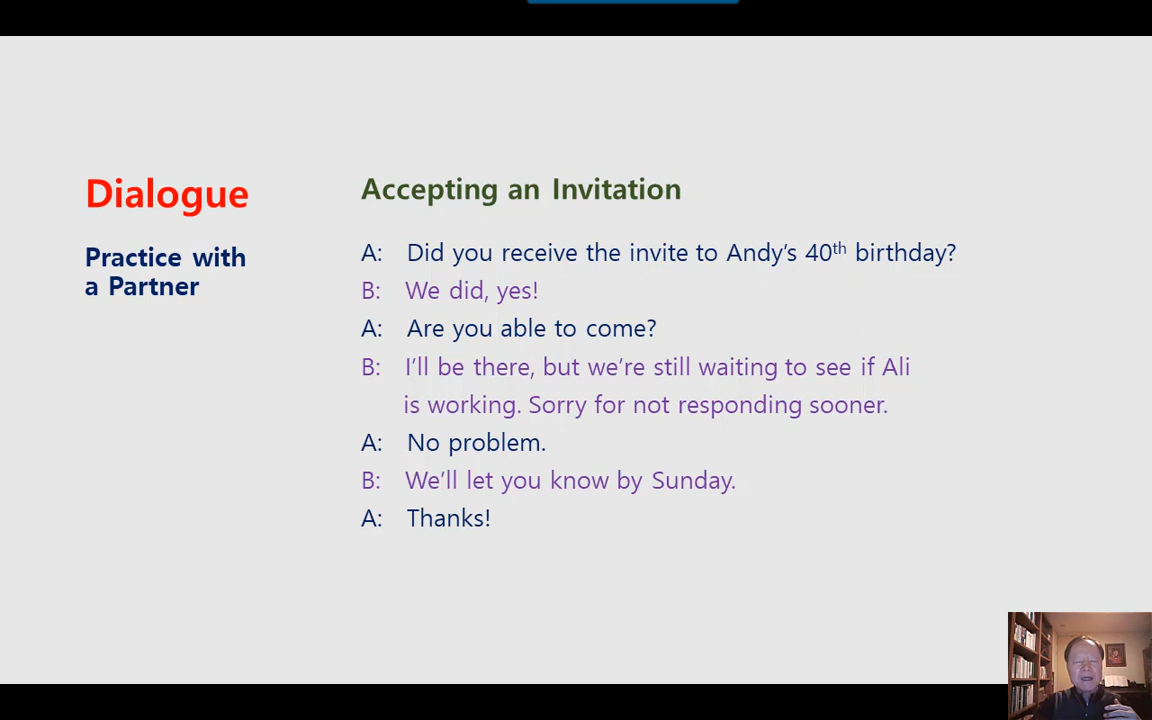 Dialogue
Practice with
a Partner
Accepting an Invitation
A: Did you receive the invite to Andy’s 40th birthday?
B: We did, yes!
A: Are you able to come?
B: I’ll be there, but we’re still waiting to see if Ali
is working. Sorry for not responding sooner.
A: No problem.
B: We’ll let you know by Sunday.
A: Thanks!